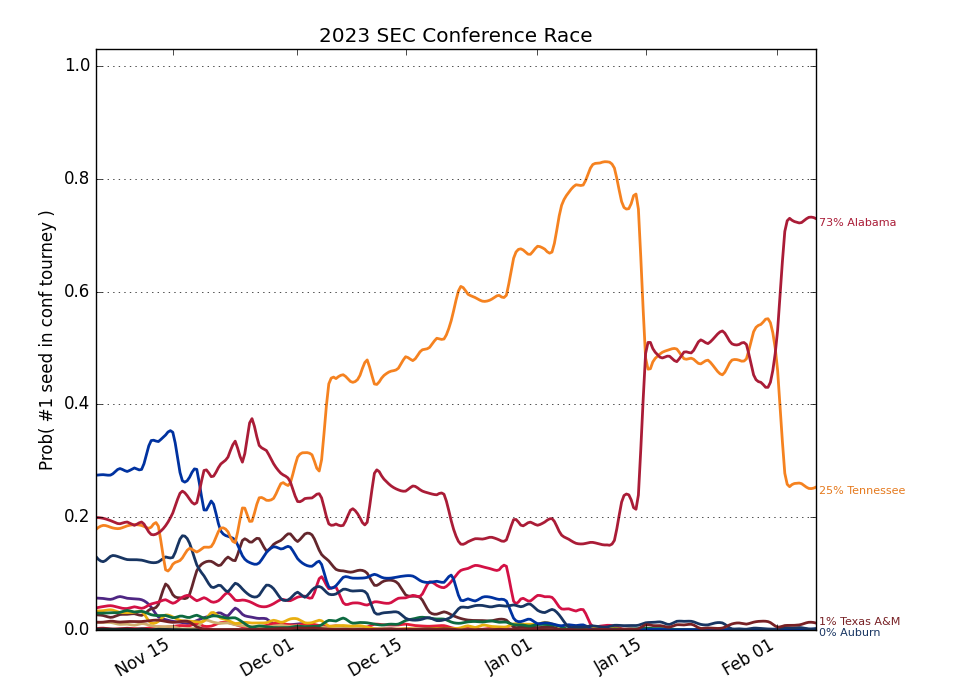 2023 SEC Conference Race
Prob( #1 seed in conf tourney )
1.0
0.8
0.6
0.4
0.2
0.0
Nov 15
Dec 01
Dec 15
Jan 01
Jan 15
Feb 01
73% Alabama
25% Tennessee
1% Texas A&M
0% Auburn